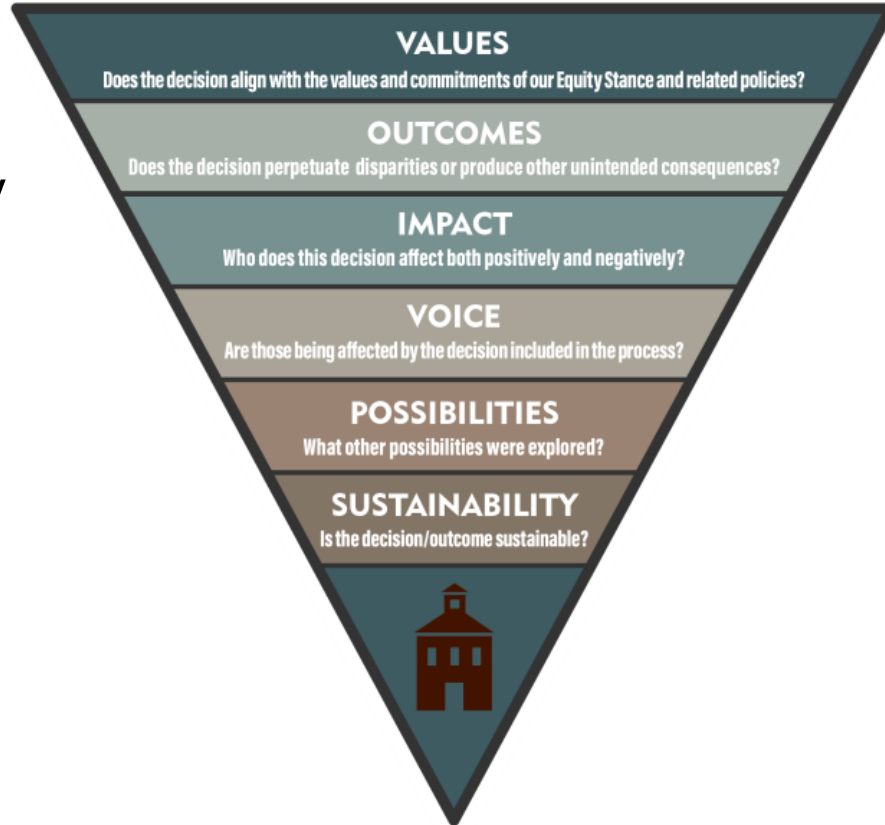 VALUES
Does the decision align with the values and commitments of our Equity Stance and related policies?
OUTCOMES
Does the decision perpetuate disparities or produce other unintended consequences?
IMPACT
Who does this decision affect both positively and negatively?
VOICE
Are those being affected by the decision included in the process?
POSSIBILITIES
What other possibilities were explored?
SUSTAINABILITY
Is the decision/outcome sustainable?